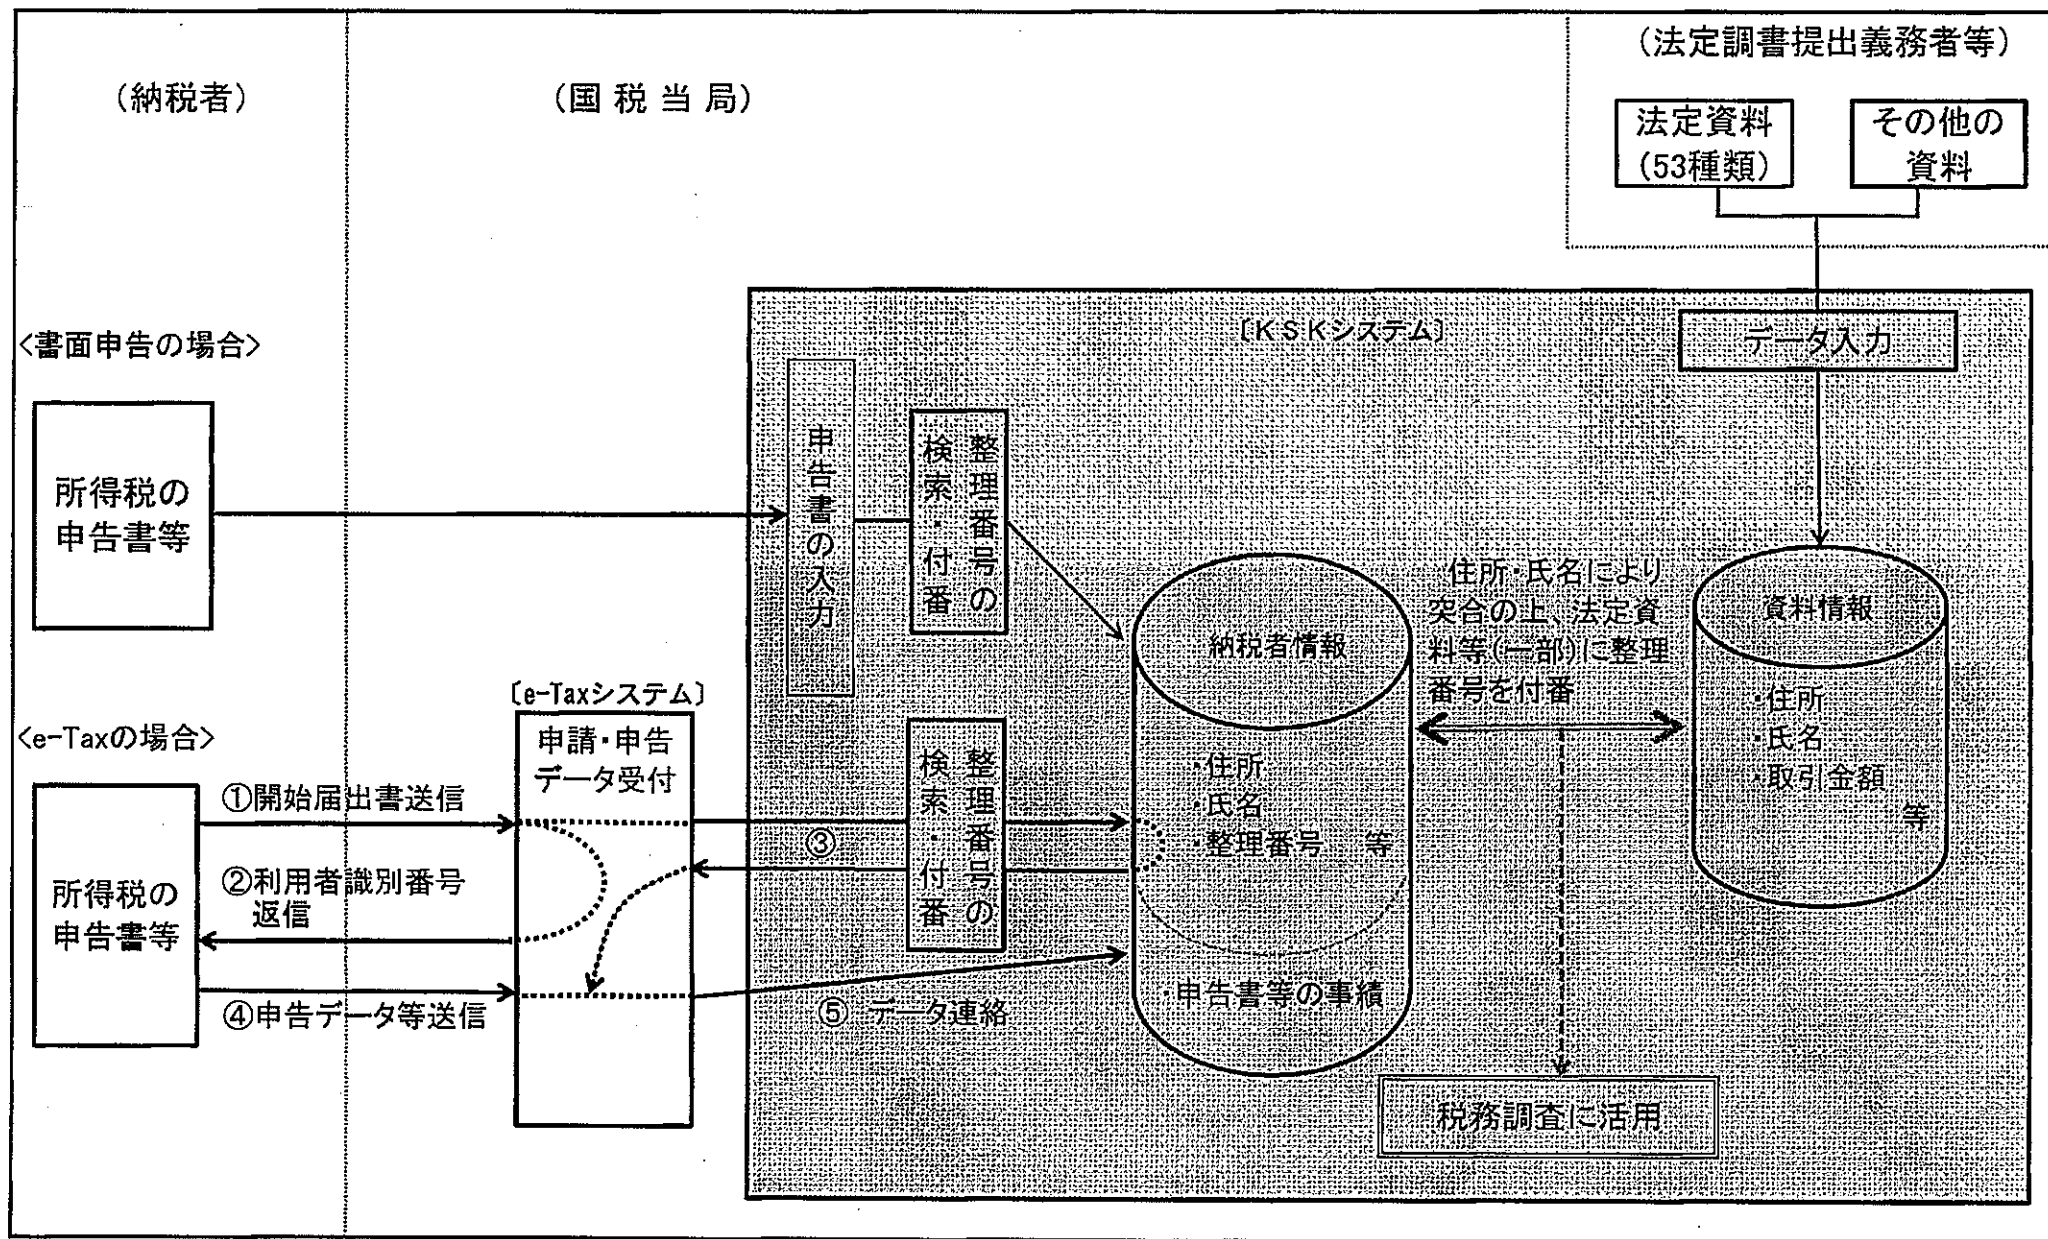 （納税者）
（国税当局）
（法定調書提出義務者等）
法定資料
（53種類）
その他の
資料
〔ＫＳＫシステム〕
データ入力
<書面申告の場合>
所得税の
申告書等
申告書の入力
整理番号の
検索・付番
納税者情報
・住所
・氏名
・整理番号　等
・申告書等の事績
住所・氏名により
突合の上、法定資
料等（一部）に整理
番号を付番
資料情報
・住所
・氏名
・取引金額
等
<e-Taxの場合>
所得税の
申告書等
〔e-Taxシステム〕
申請・申告
データ受付
①開始届出書送信
②利用者識別番号
返信
③
整理番号の
検索・付番
④申告データ等送信
⑤ データ連絡
税務調査に活用